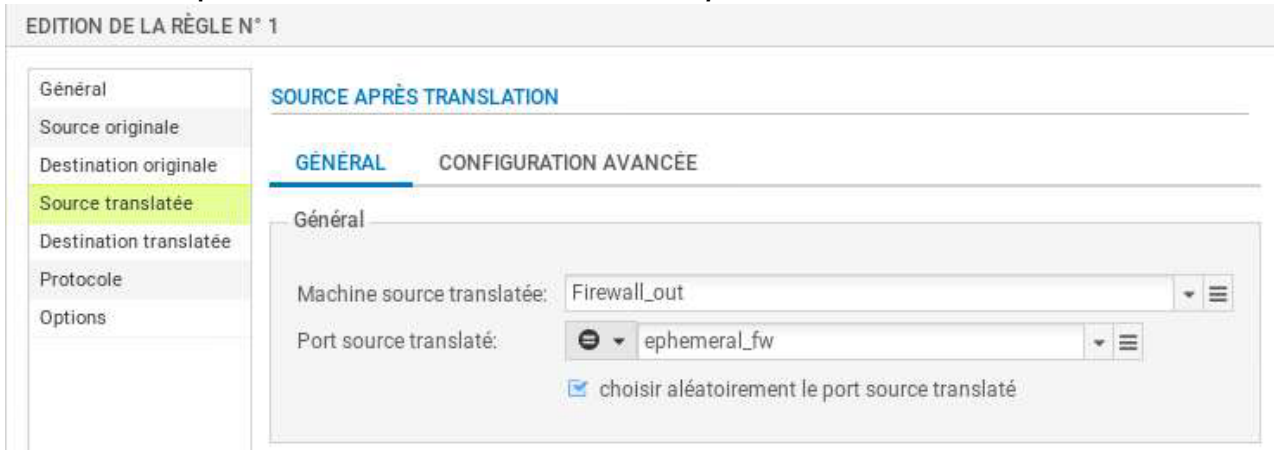 EDITION DE LA RÈGLE N° 1
Général
Source originale
Destination originale
Source translatée
Destination translatée
Protocole
Options
SOURCE APRÈS TRANSLATION
GÉNÉRAL CONFIGURATION AVANCÉE
Général
Machine source translatée: Firewall_out
Port source translaté: ephemeral_fw
choisir aléatoirement le port source translaté